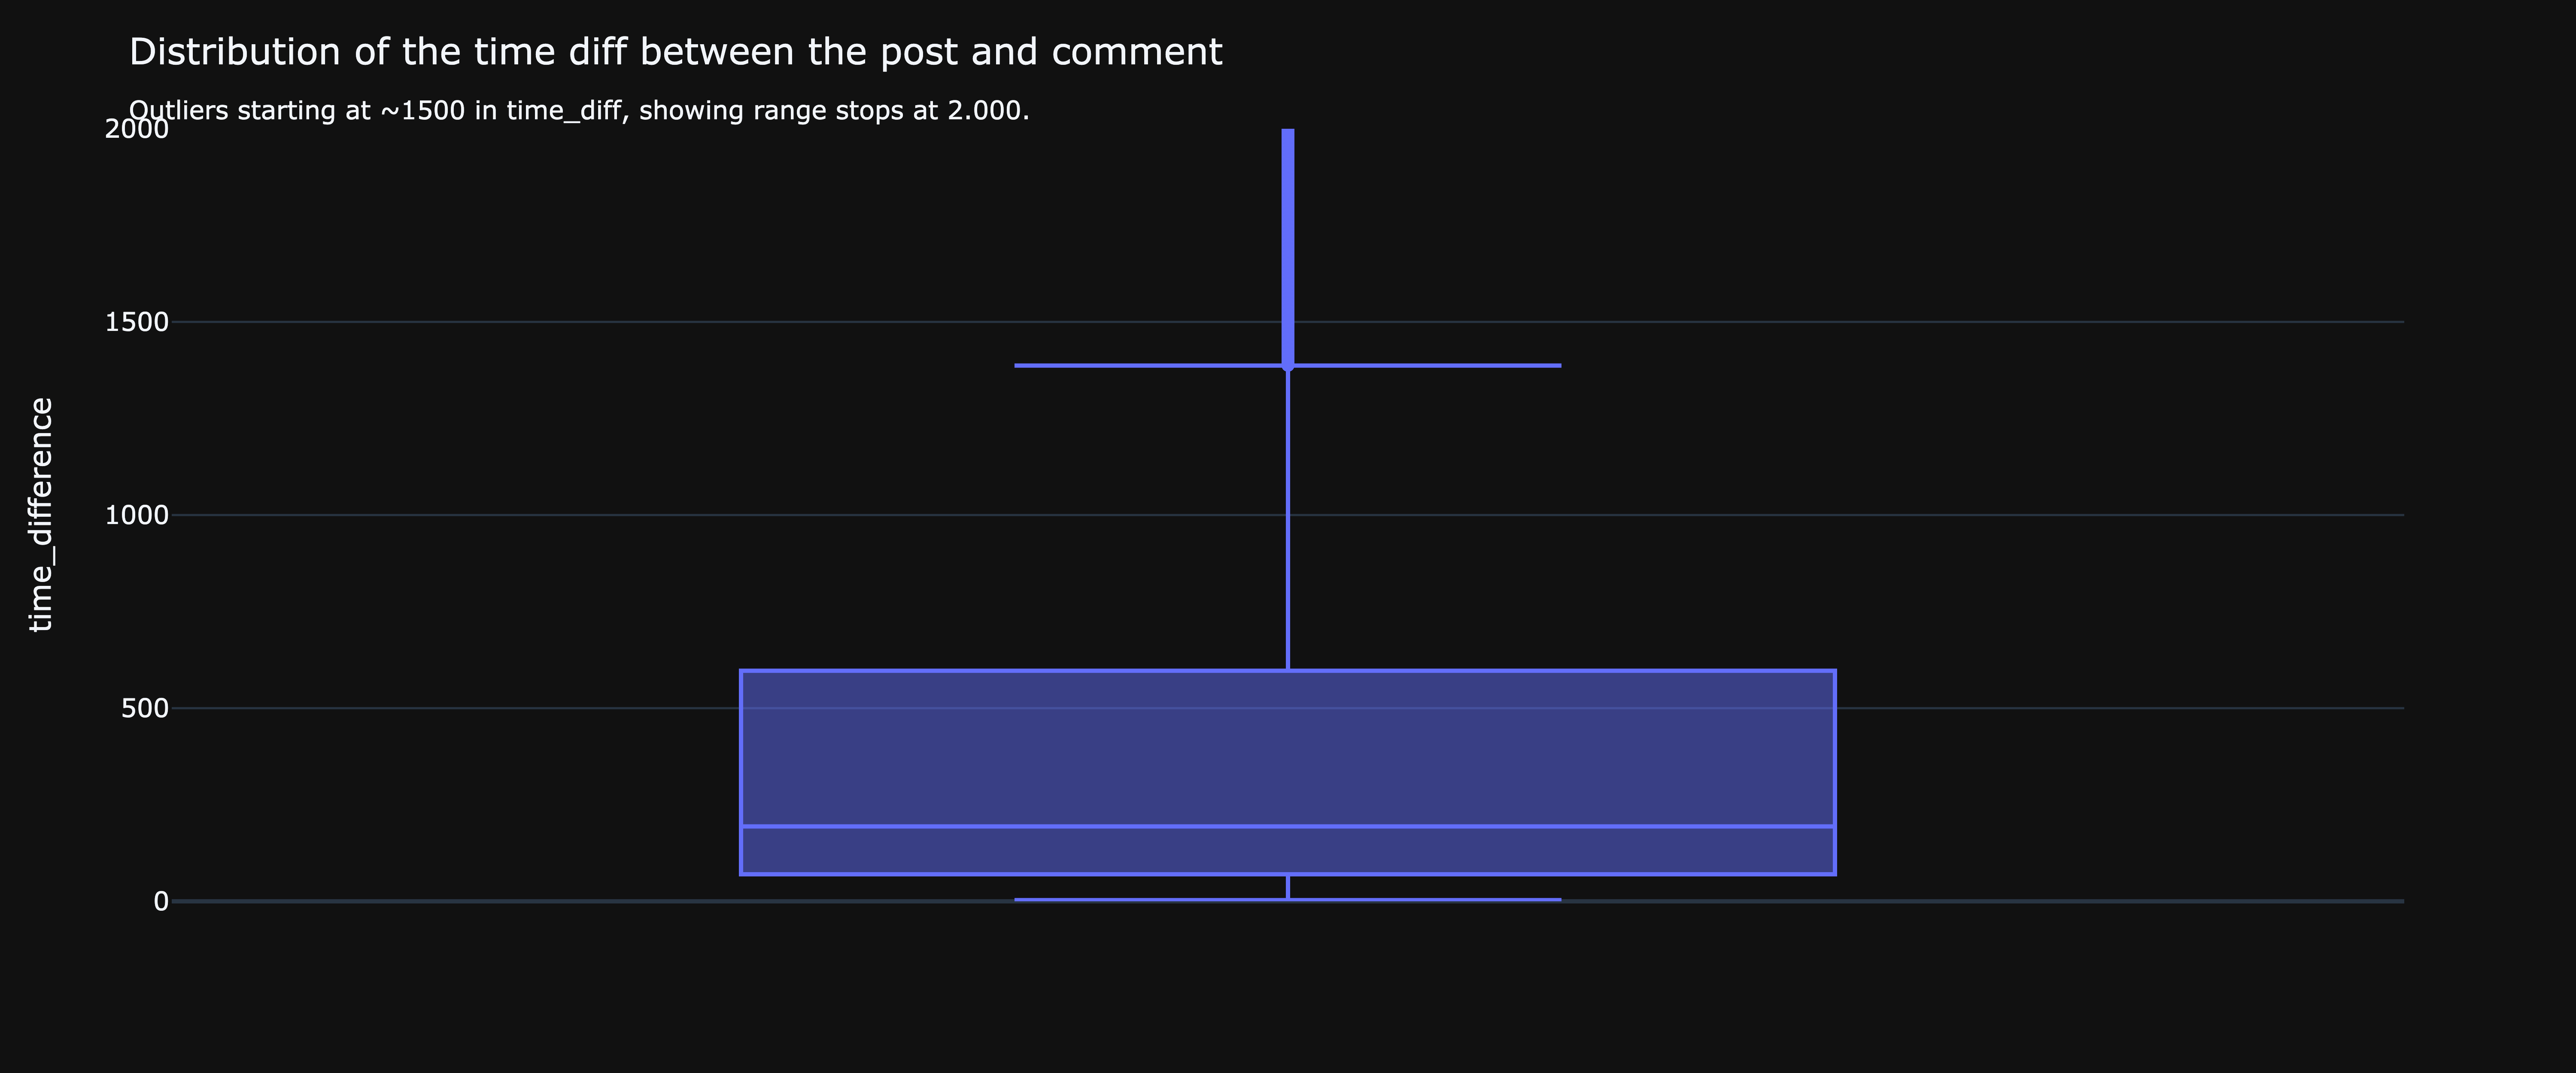 Distribution of the time diff between the post and comment
Outliers starting at ~1500 in time_diff, showing range stops at 2.000.
2000
1500
1000
500
0
time_difference